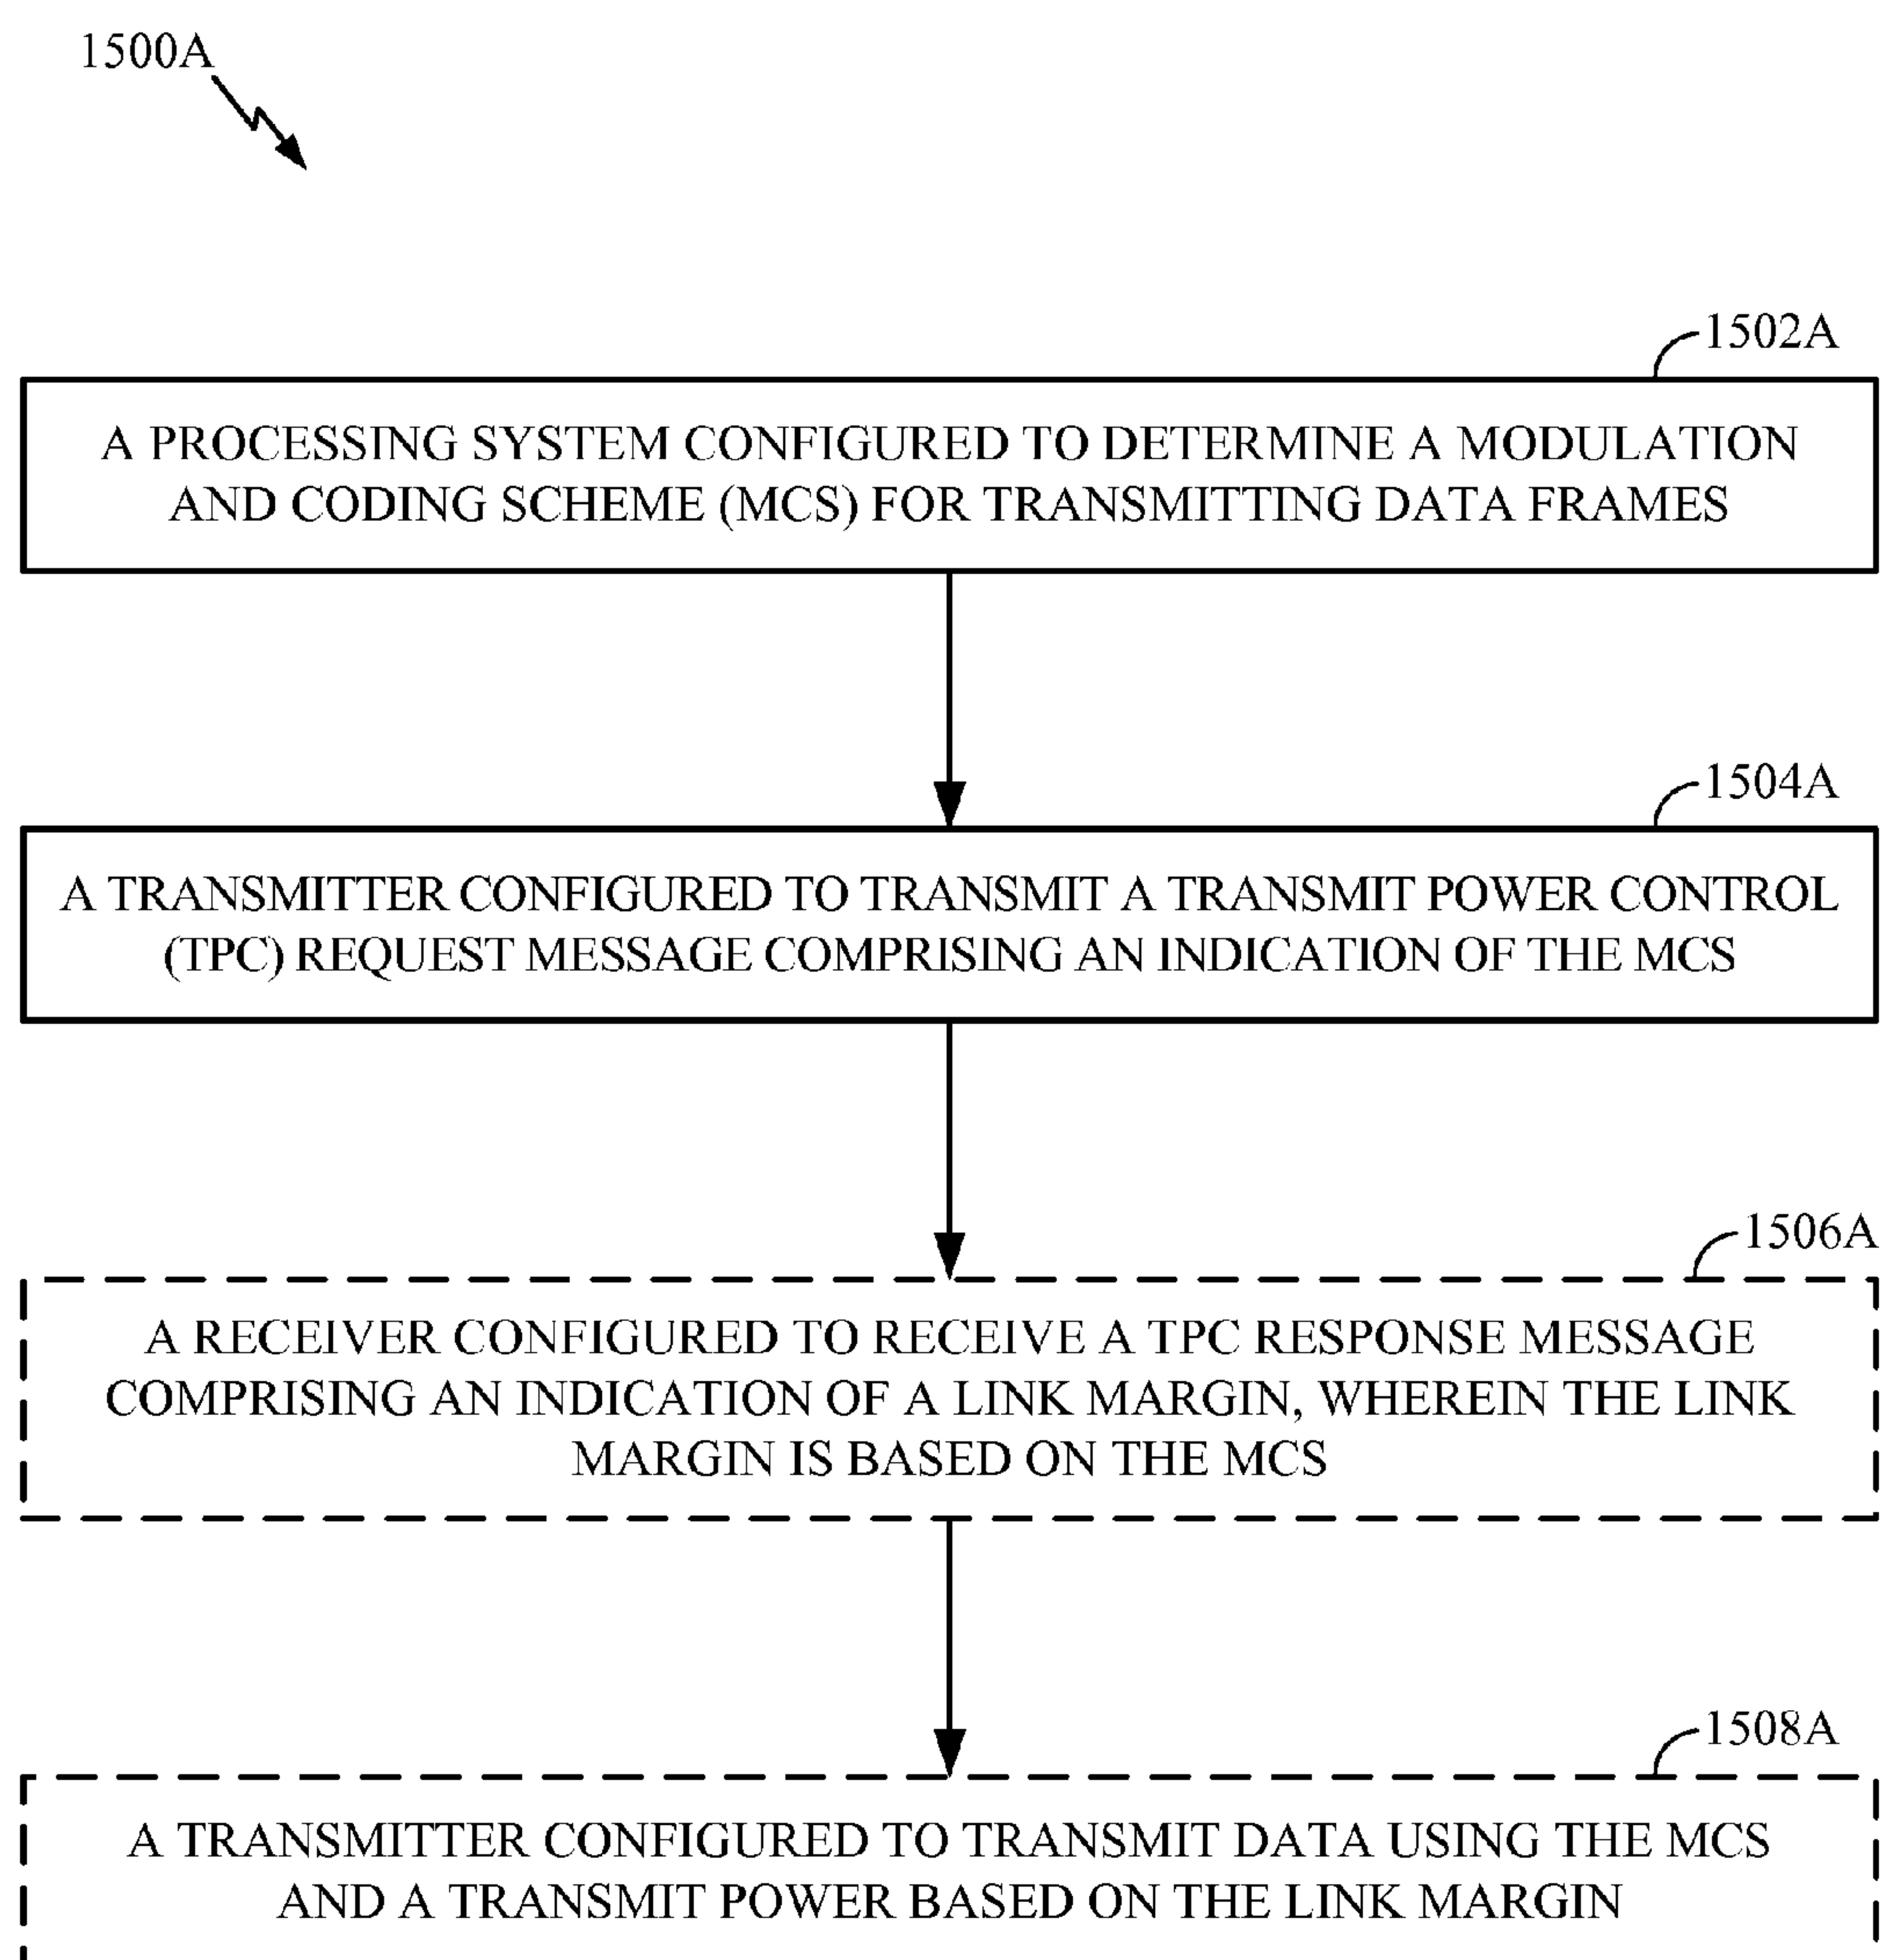 1500A
1502A
A PROCESSING SYSTEM CONFIGURED TO DETERMINE A MODULATION
AND CODING SCHEME (MCS) FOR TRANSMITTING DATA FRAMES
1504A
A TRANSMITTER CONFIGURED TO TRANSMIT A TRANSMIT POWER CONTROL
(TPC) REQUEST MESSAGE COMPRISING AN INDICATION OF THE MCS
1506A
A RECEIVER CONFIGURED TO RECEIVE A TPC RESPONSE MESSAGE
COMPRISING AN INDICATION OF A LINK MARGIN, WHEREIN THE LINK
MARGIN IS BASED ON THE MCS
1508A
A TRANSMITTER CONFIGURED TO TRANSMIT DATA USING THE MCS
AND A TRANSMIT POWER BASED ON THE LINK MARGIN